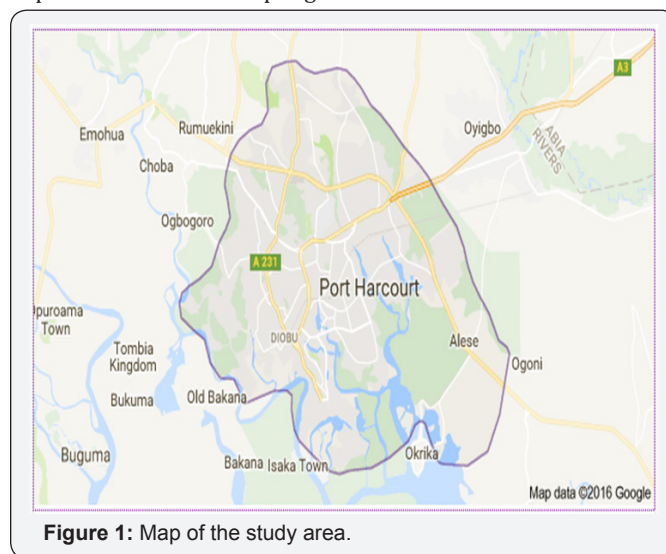 A3
Emohua
Rumuekini
Oyigbo
ABIA
RIVERS
Choba
Ogbogoro
A 231
Port Harcourt
Town
DIOBU
Alese
Tombia
Kingdom
Ogoni
Bukuma
Old Bakana
Buguma
Bakana
Isaka Town
Okrika
Map data ©2016 Google
Figure 1: Map of the study area.